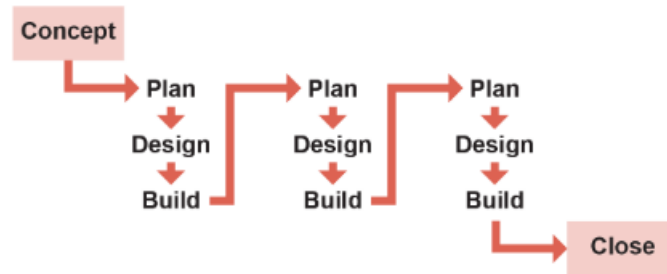 Concept
Plan
Design
Build
Plan
Design
Build
Plan
Design
Build
Close